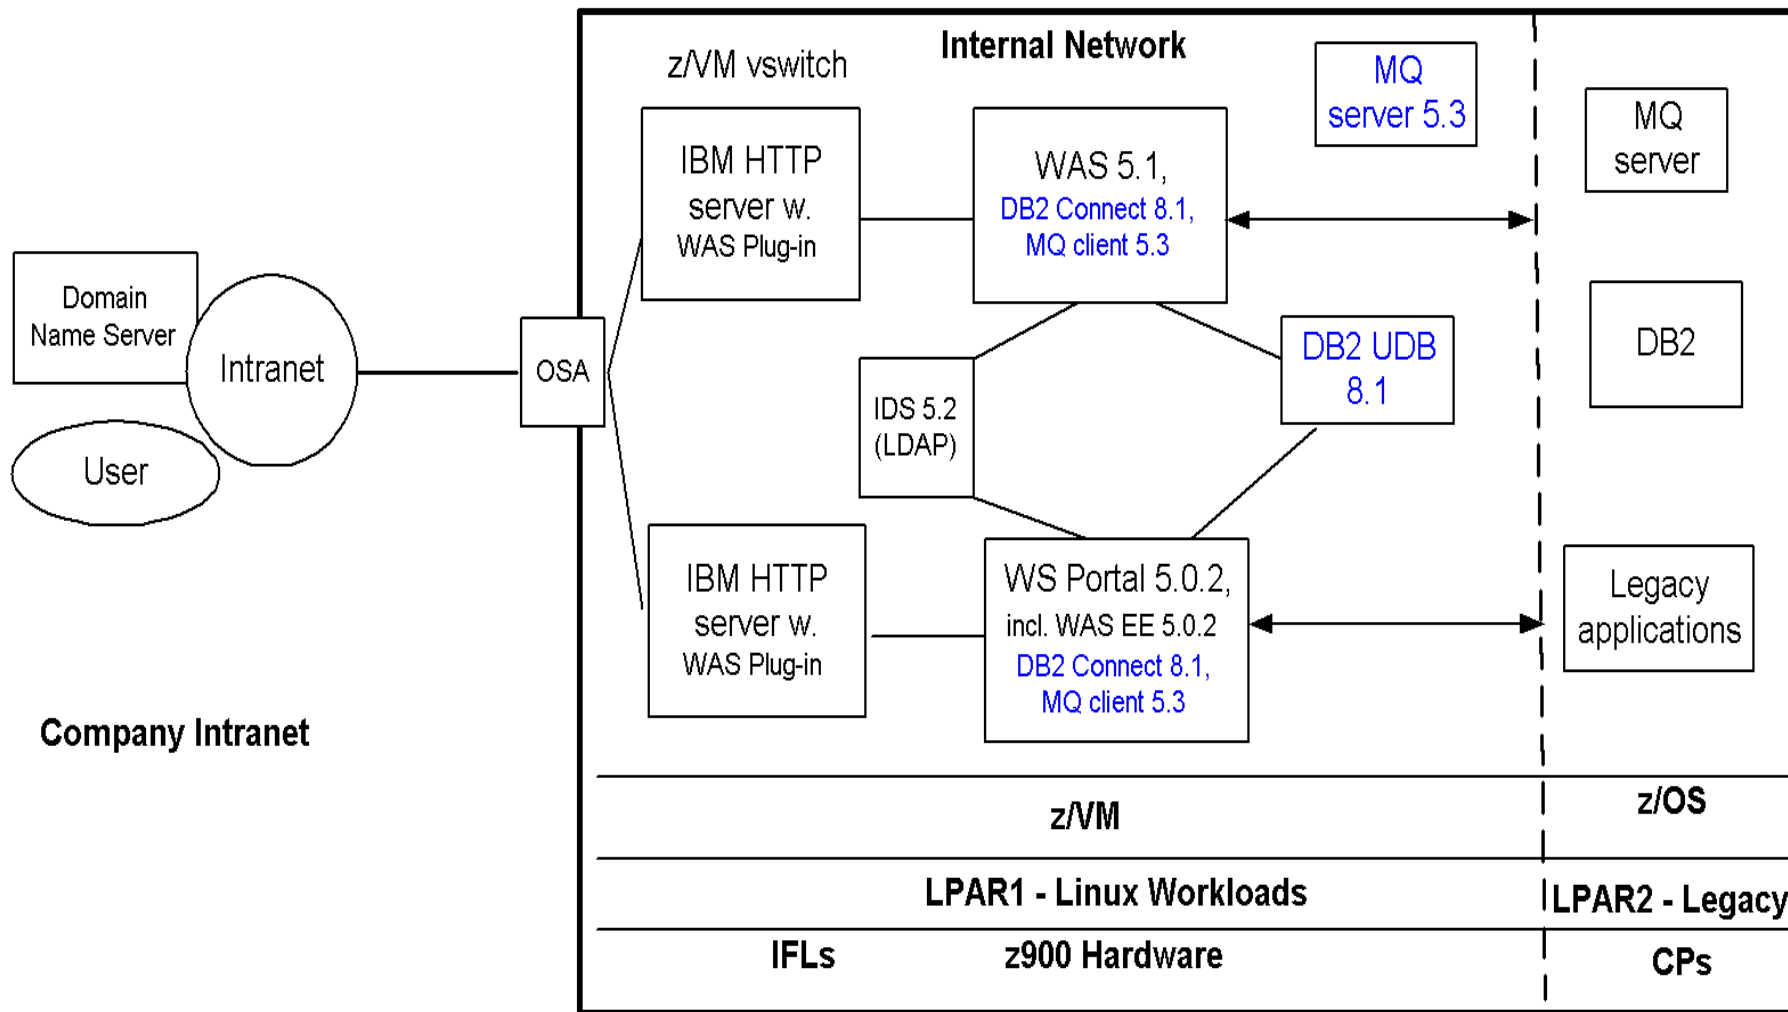 Internal Network
z/VM vswitch
MQ
server 5.3
MQ
server
IBM HTTP
server w.
WAS Plug-in
WAS 5.1,
DB2 Connect 8.1,
MQ client 5.3
Domain
Name Server
Intranet
User
OSA
IDS 5.2
(LDAP)
DB2 UDB
8.1
DB2
IBM HTTP
server w.
WAS Plug-in
WS Portal 5.0.2,
incl. WAS EE 5.0.2
DB2 Connect 8.1,
MQ client 5.3
Legacy
applications
Company Intranet
z/VM
z/OS
LPAR1 - Linux Workloads
LPAR2 - Legacy
IFLs
z900 Hardware
CPs